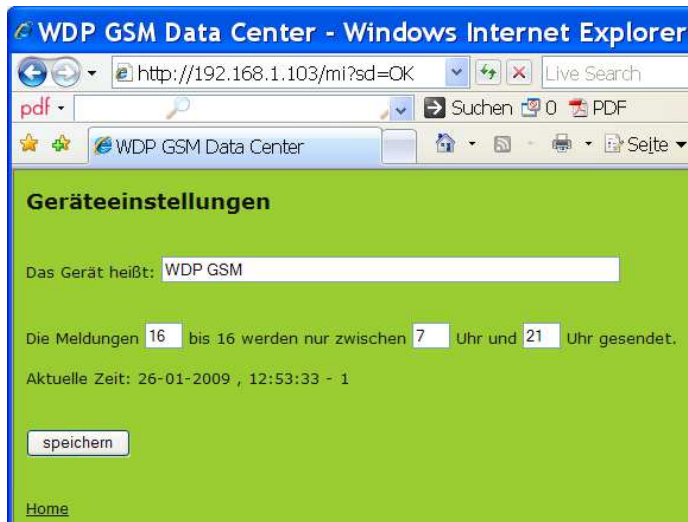 WDP GSM Data Center - Windows Internet Explorer
http://192.168.1.103/mi?sd=OK Live Search
pdf Suchen 0 PDF
WDP GSM Data Center Seite
Geräteeinstellungen
Das Gerät heißt: WDP GSM
Die Meldungen 16 bis 16 werden nur zwischen 7 Uhr und 21 Uhr gesendet.
Aktuelle Zeit: 26-01-2009 , 12:53:33 - 1
speichern
Home